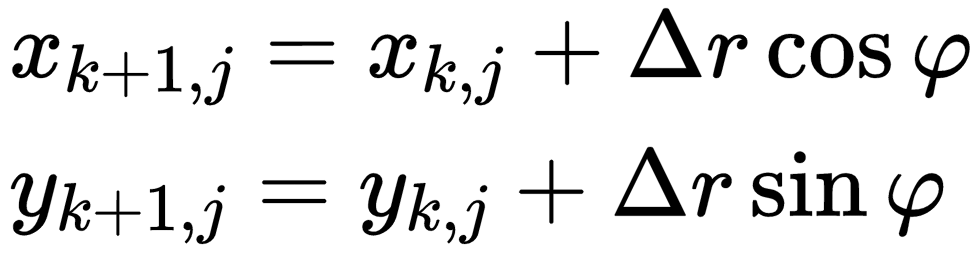 x_{k+1,j} = x_{k,j} + Δr cos φ
y_{k+1,j} = y_{k,j} + Δr sin φ